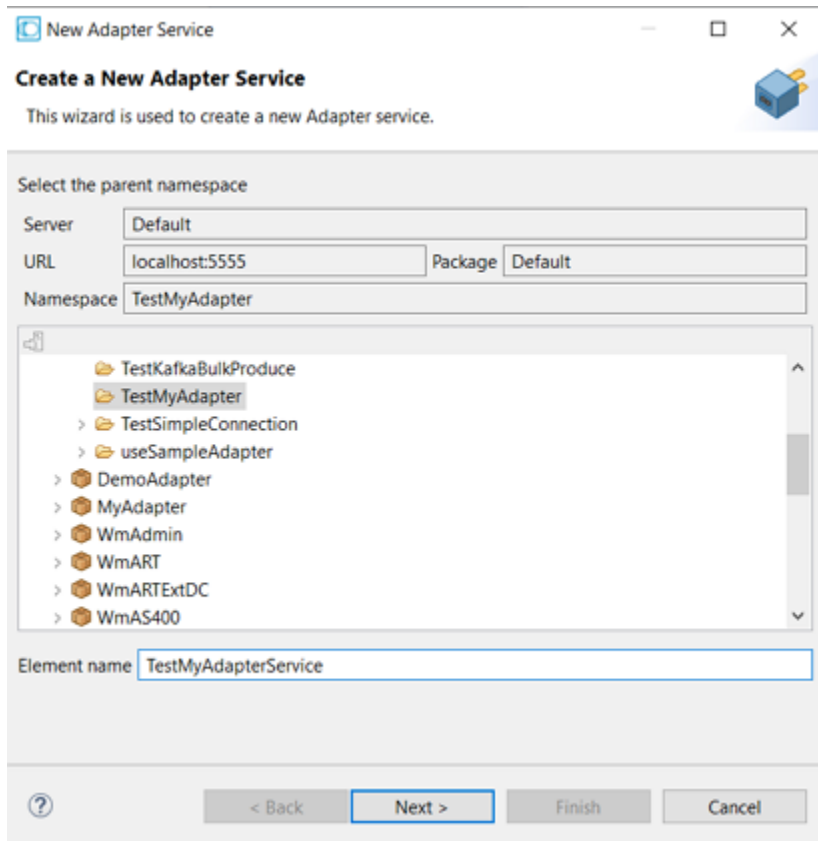 New Adapter Service
Create a New Adapter Service
This wizard is used to create a new Adapter service.
Select the parent namespace
Server Default
URL localhost:5555 Package Default
Namespace TestMyAdapter
TestKafkaBulkProduce
TestMyAdapter
TestSimpleConnection
useSampleAdapter
DemoAdapter
MyAdapter
WmAdmin
WmART
WmARTExtDC
WmAS400
Element name TestMyAdapterService
? < Back Next > Finish Cancel